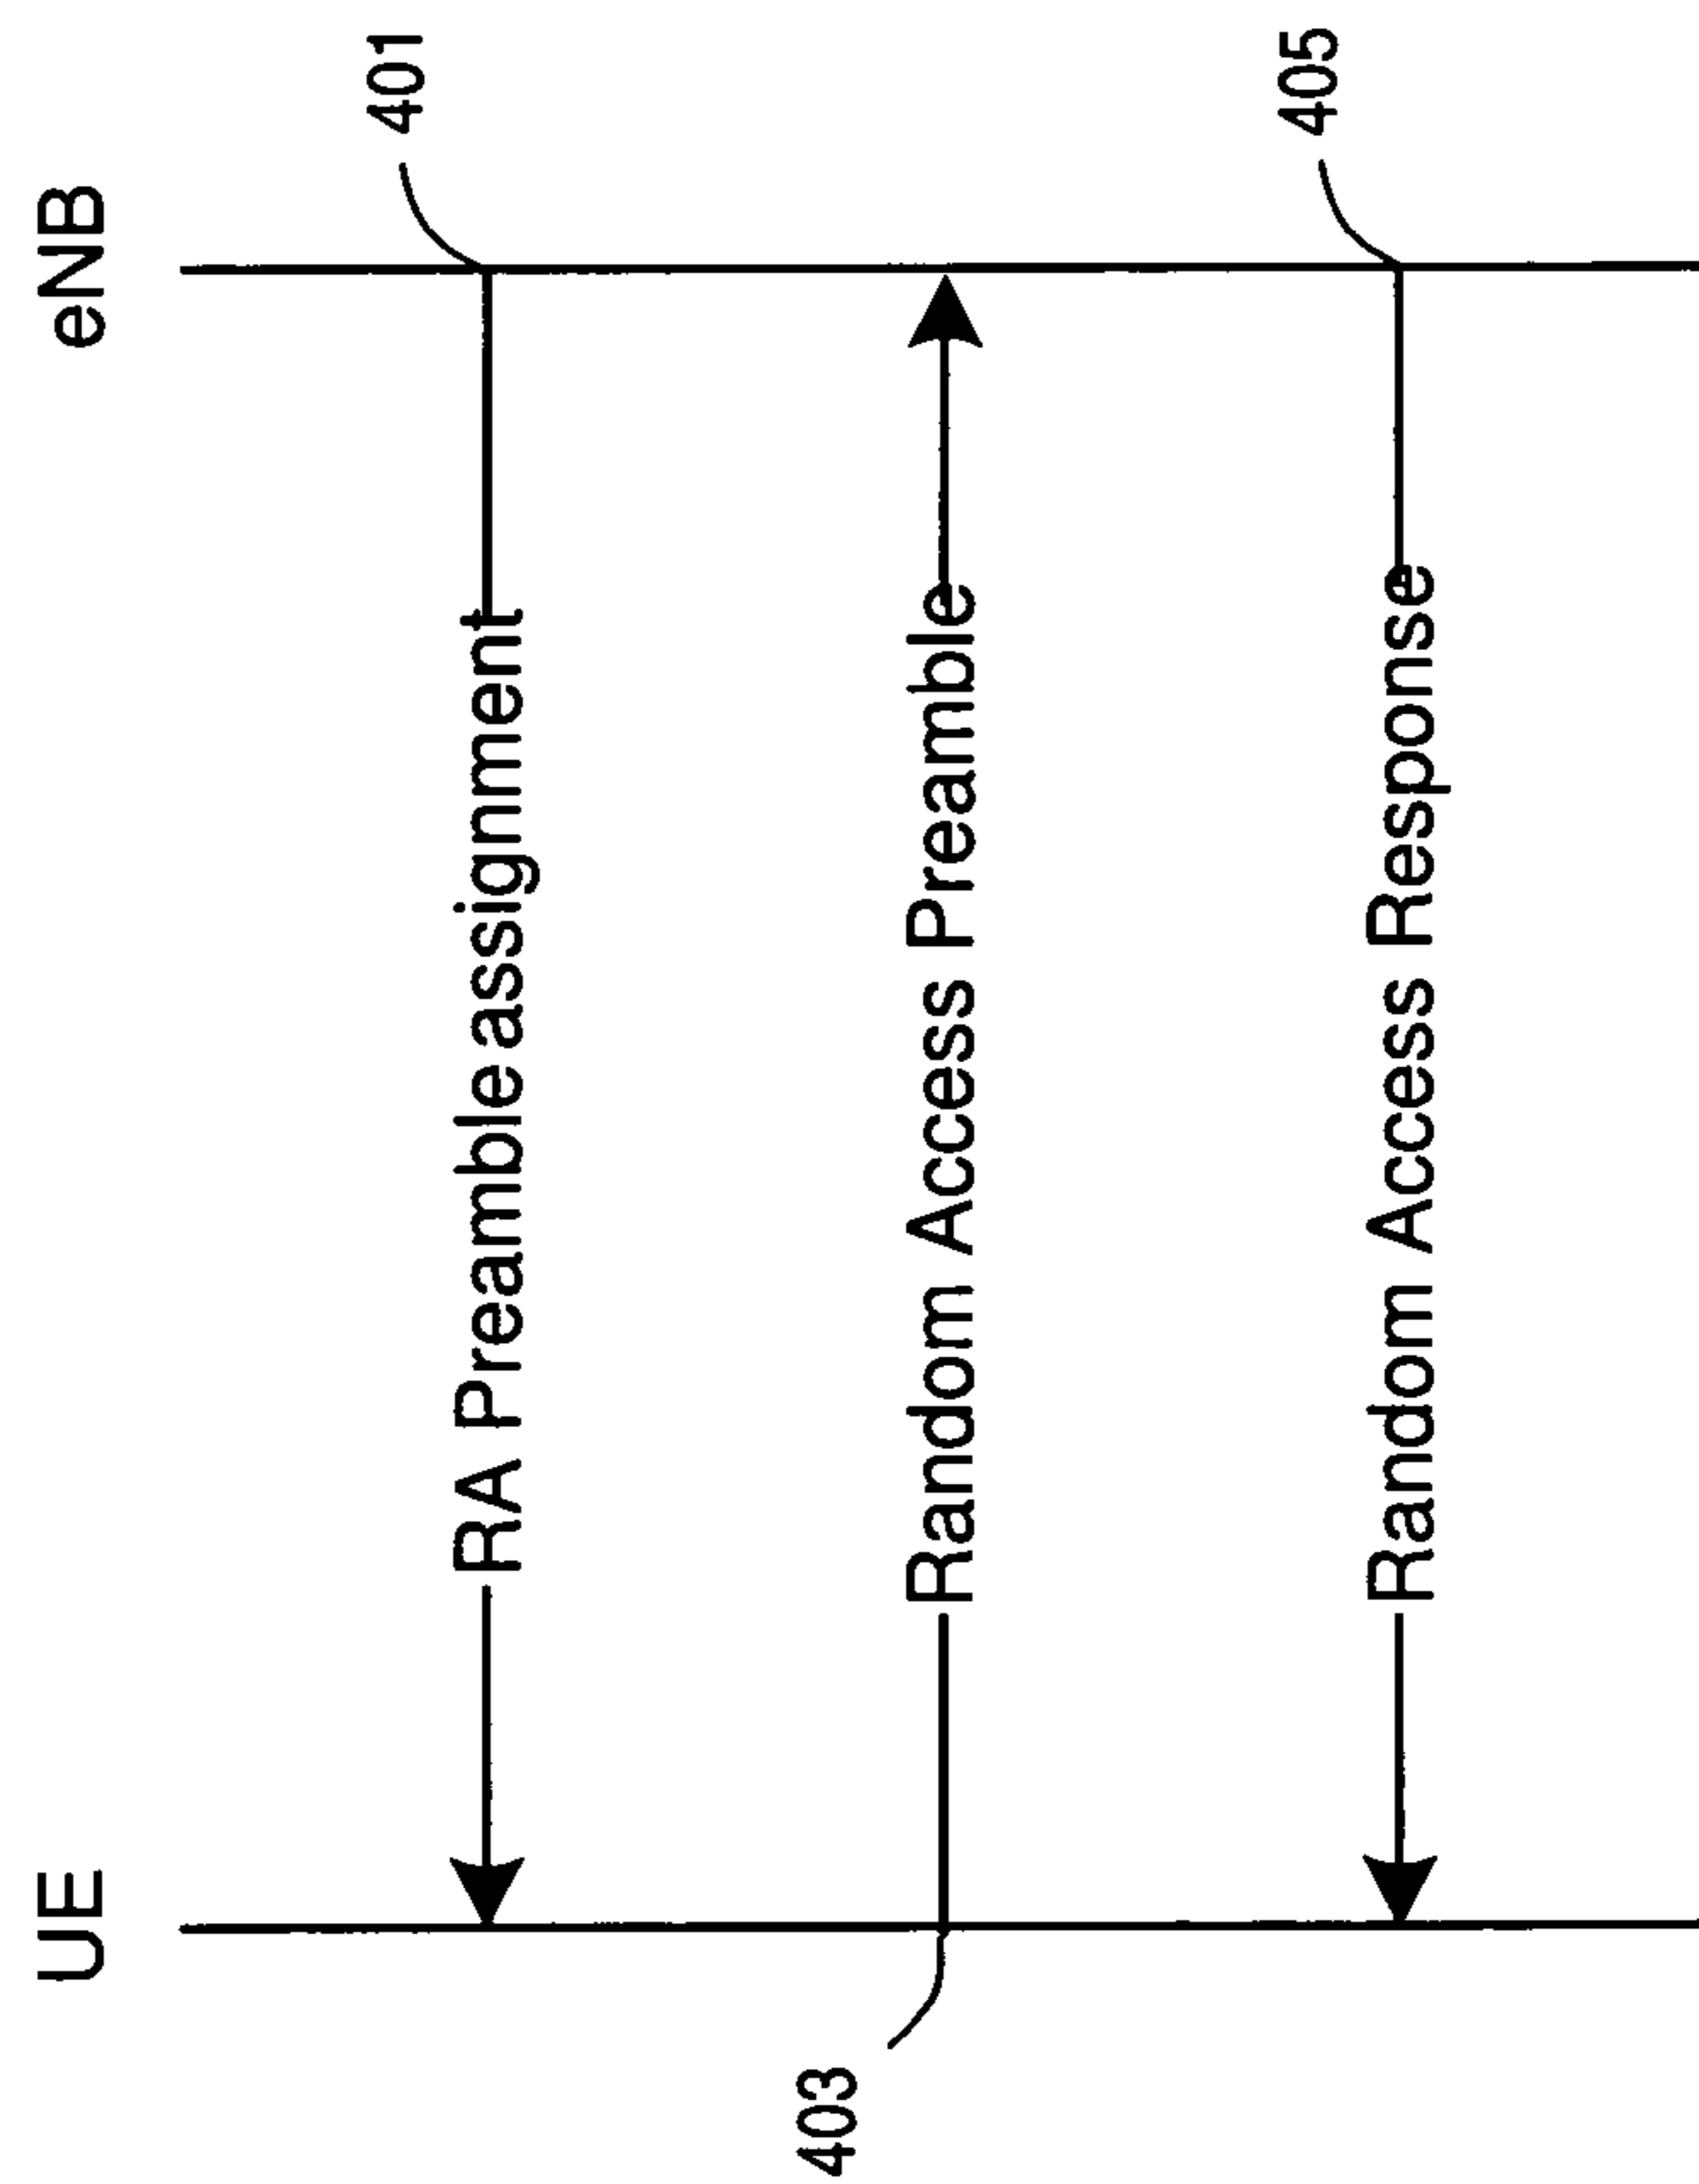 UE
eNB
401
RA Preamble assignment
403
Random Access Preamble
405
Random Access Response